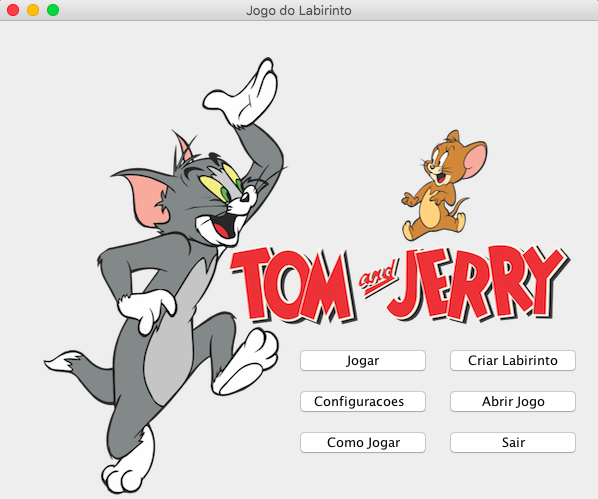 Jogo do Labirinto
TOM and JERRY
Jogar
Criar Labirinto
Configuracoes
Abrir Jogo
Como Jogar
Sair